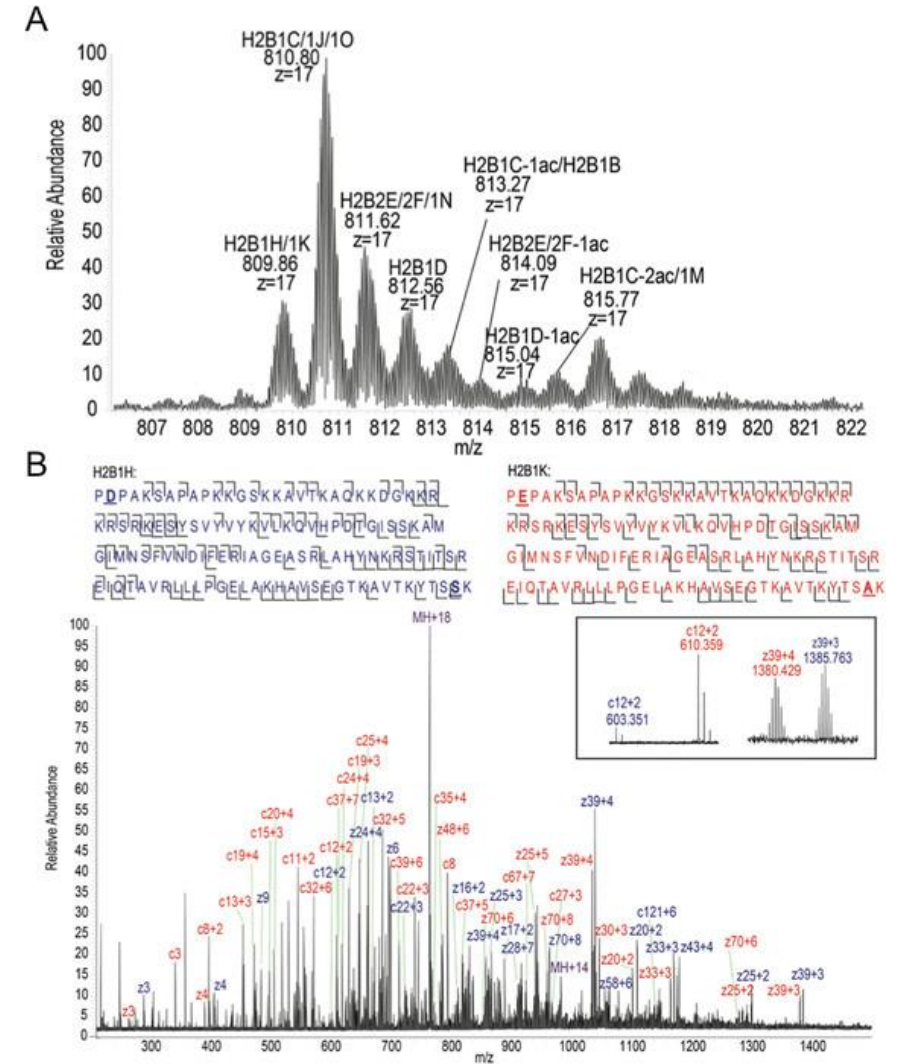 A
H2B1C/1J/1O
810.80
z=17
H2B1H/1K
809.86
z=17
H2B2E/2F/1N
811.62
z=17
H2B1D
812.56
z=17
H2B1C-1ac/H2B1B
813.27
z=17
H2B2E/2F-1ac
814.09
z=17
H2B1D-1ac
815.04
z=17
H2B1C-2ac/1M
815.77
z=17
Relative Abundance
100
90
80
70
60
50
40
30
20
10
0
807 808 809 810 811 812 813 814 815 816 817 818 819 820 821 822
m/z
B
H2B1H:
PDPAKSAPAPKKGSKKAVTKAQKKDGKKR
KRSRKESYSVYVYKVLKQVHPDTGISSKAM
GIMNSFVNDIFERIAGEASRLAHYNKRSTITSR
EIQTAVRLLLPGELAKHAVSEGTKAVTKYTSSK
H2B1K:
PEPAKSAPAPKKGSKKAVTKAQKKDGKKR
KRSRKESYSVYVYKVLKQVHPDTGISSKAM
GIMNSFVNDIFERIAGEASRLAHYNKRSTITSR
EIQTAVRLLLPGELAKHAVSEGTKAVTKYTSAK
MH+18
Relative Abundance
100
95
90
85
80
75
70
65
60
55
50
45
40
35
30
25
20
15
10
5
0
c12+2
603.351
c12+2
610.359
z39+4
1380.429
z39+3
1385.763
z3
z3
c3
c8+2
z4
z4
c13+3
c19+4
z9
c15+3
c20+4
c11+2
c32+6
c12+2
c12+2
c37+7
c24+4
c19+3
c25+4
c13+2
z24+4
c32+5
z6
c39+6
c22+3
c22+3
c35+4
z48+6
c8
z16+2
c37+5
z39+4
z25+3
z70+6
z17+2
z28+7
z25+5
c67+7
c27+3
z70+8
z70+8
MH+14
z39+4
z39+4
z30+3
z58+6
z20+2
c121+6
z20+2
z33+3
z33+3
z43+4
z70+6
z25+2
z25+2
z39+3
z39+3
300 400 500 600 700 800 900 1000 1100 1200 1300 1400
m/z